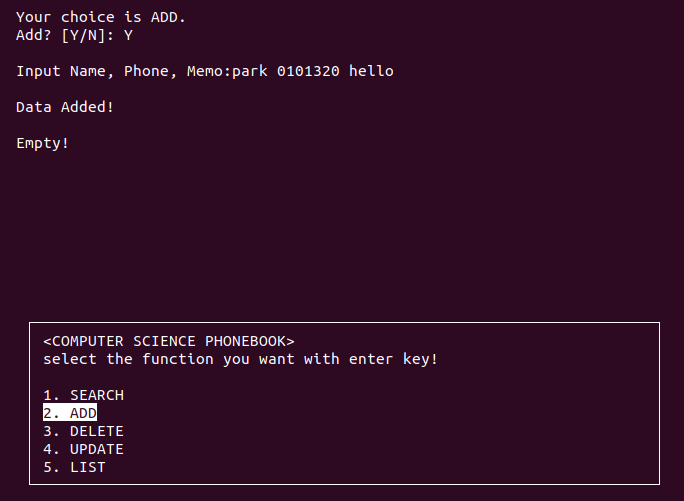 Your choice is ADD.
Add? [Y/N]: Y
Input Name, Phone, Memo:park 0101320 hello
Data Added!
Empty!
<COMPUTER SCIENCE PHONEBOOK>
select the function you want with enter key!
1. SEARCH
2. ADD
3. DELETE
4. UPDATE
5. LIST